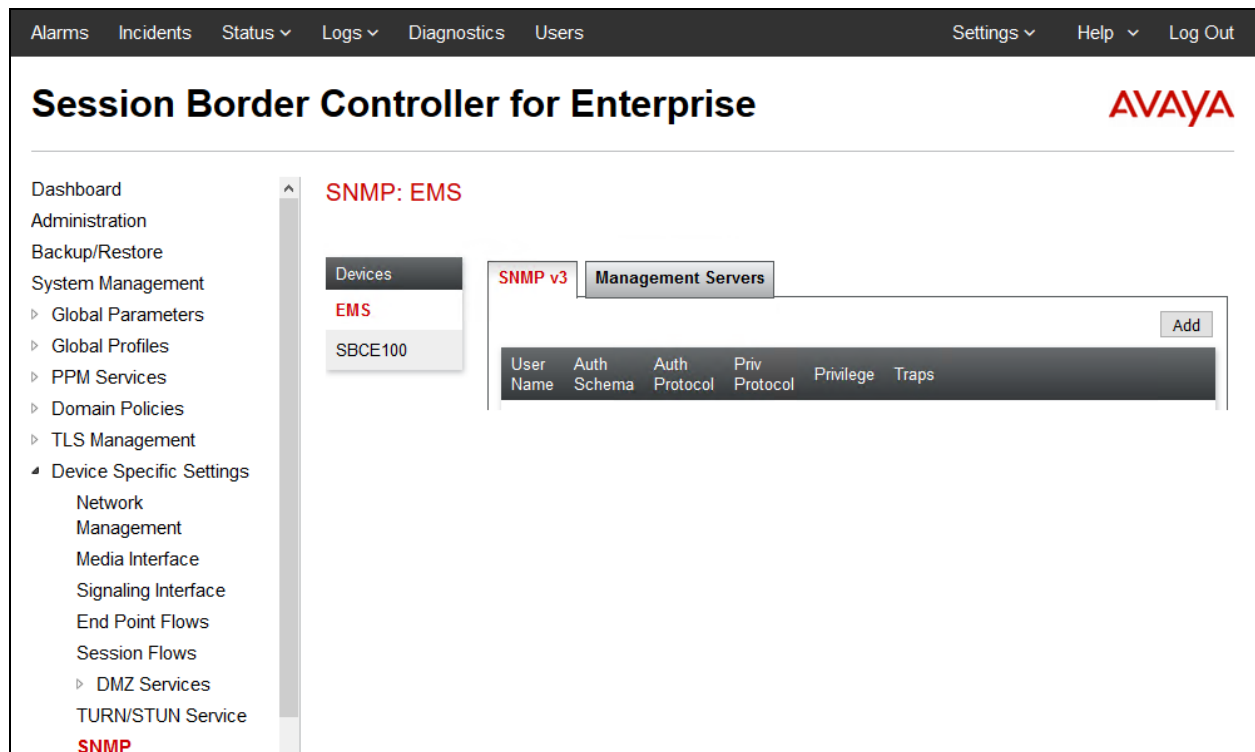 Alarms Incidents Status Logs Diagnostics Users Settings Help Log Out
Session Border Controller for Enterprise
AVAYA
Dashboard
Administration
Backup/Restore
System Management
Global Parameters
Global Profiles
PPM Services
Domain Policies
TLS Management
Device Specific Settings
Network
Management
Media Interface
Signaling Interface
End Point Flows
Session Flows
DMZ Services
TURN/STUN Service
SNMP
SNMP: EMS
Devices
EMS
SBCE100
SNMP v3 Management Servers
Add
User Name Auth Schema Auth Protocol Priv Protocol Privilege Traps